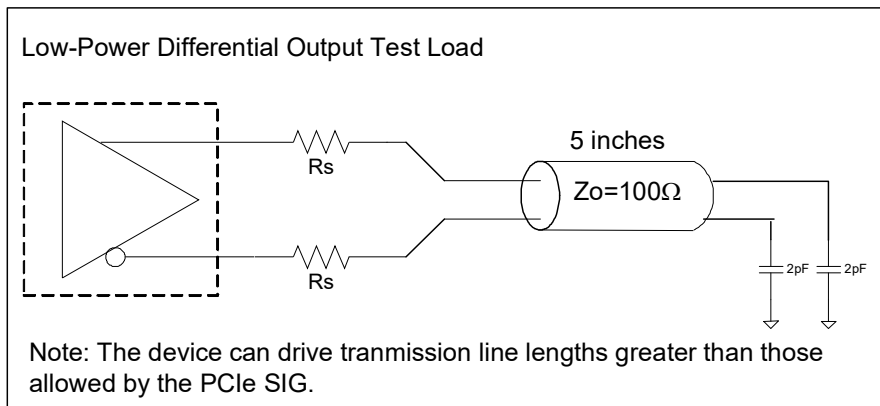 Low-Power Differential Output Test Load
Rs
5 inches
Zo=100Ω
Rs
2pF 2pF
Note: The device can drive tranmission line lengths greater than those
allowed by the PCIe SIG.